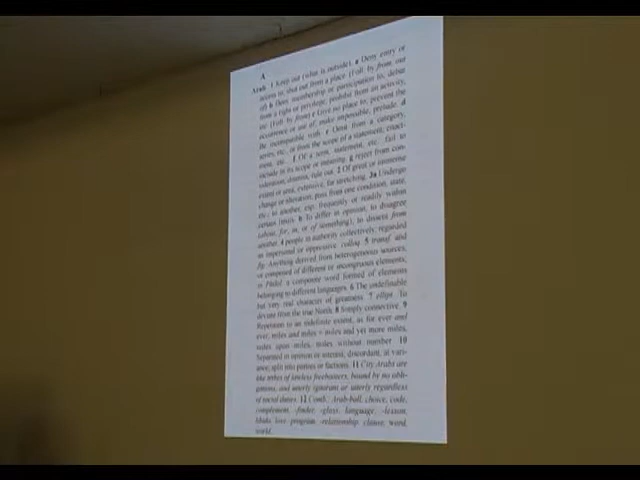 A
Arab 1 Keep out (what is outside). a Deny entry or
access to; shut out from a place. (Foll. by from, out
of) b Deny membership or participation to; debar
from a right or privilege; prohibit from an activity,
etc. (Foll. by from) c Give no place to; prevent the
occurrence or use of; make impossible, preclude. d
Be incompatible with. e Omit from a category,
series, etc., or from the scope of a statement, enact-
ment, etc. f Of a term, statement, etc.: fail to
include in its scope or meaning. g reject from con-
sideration, dismiss, rule out. 2 Of great or immense
extent or area; extensive, far-stretching. 3a Undergo
change or alteration; pass from one condition, state,
etc., to another, esp. frequently or readily within
certain limits. b To differ in opinion, to disagree
(about, for, in, or of something); to dissent from
another. 4 people in authority collectively, regarded
as impersonal or oppressive. colloq. 5 transf. and
fig. Anything derived from heterogeneous sources,
or composed of different or incongruous elements;
in Philol. a compound word formed of elements
belonging to different languages. 6 The undefinable
but very real character of greatness. 7 ellipt. To
deviate from the true North. 8 Simply connective. 9
Repetition to an indefinite extent, as for ever and
ever, miles and miles = miles and yet more miles,
miles upon miles, miles without number. 10
Separated in opinion or interest, discordant, at vari-
ance; split into parties or factions. 11 City Arabs are
like tribes of lawless freebooters, bound by no obli-
gations, and utterly ignorant or utterly regardless
of social duties. 12 Comb.: Arab-ball, choice, code,
complement, -finder, -glass, language, -lesson,
program, -relationship, clause, word,
world.